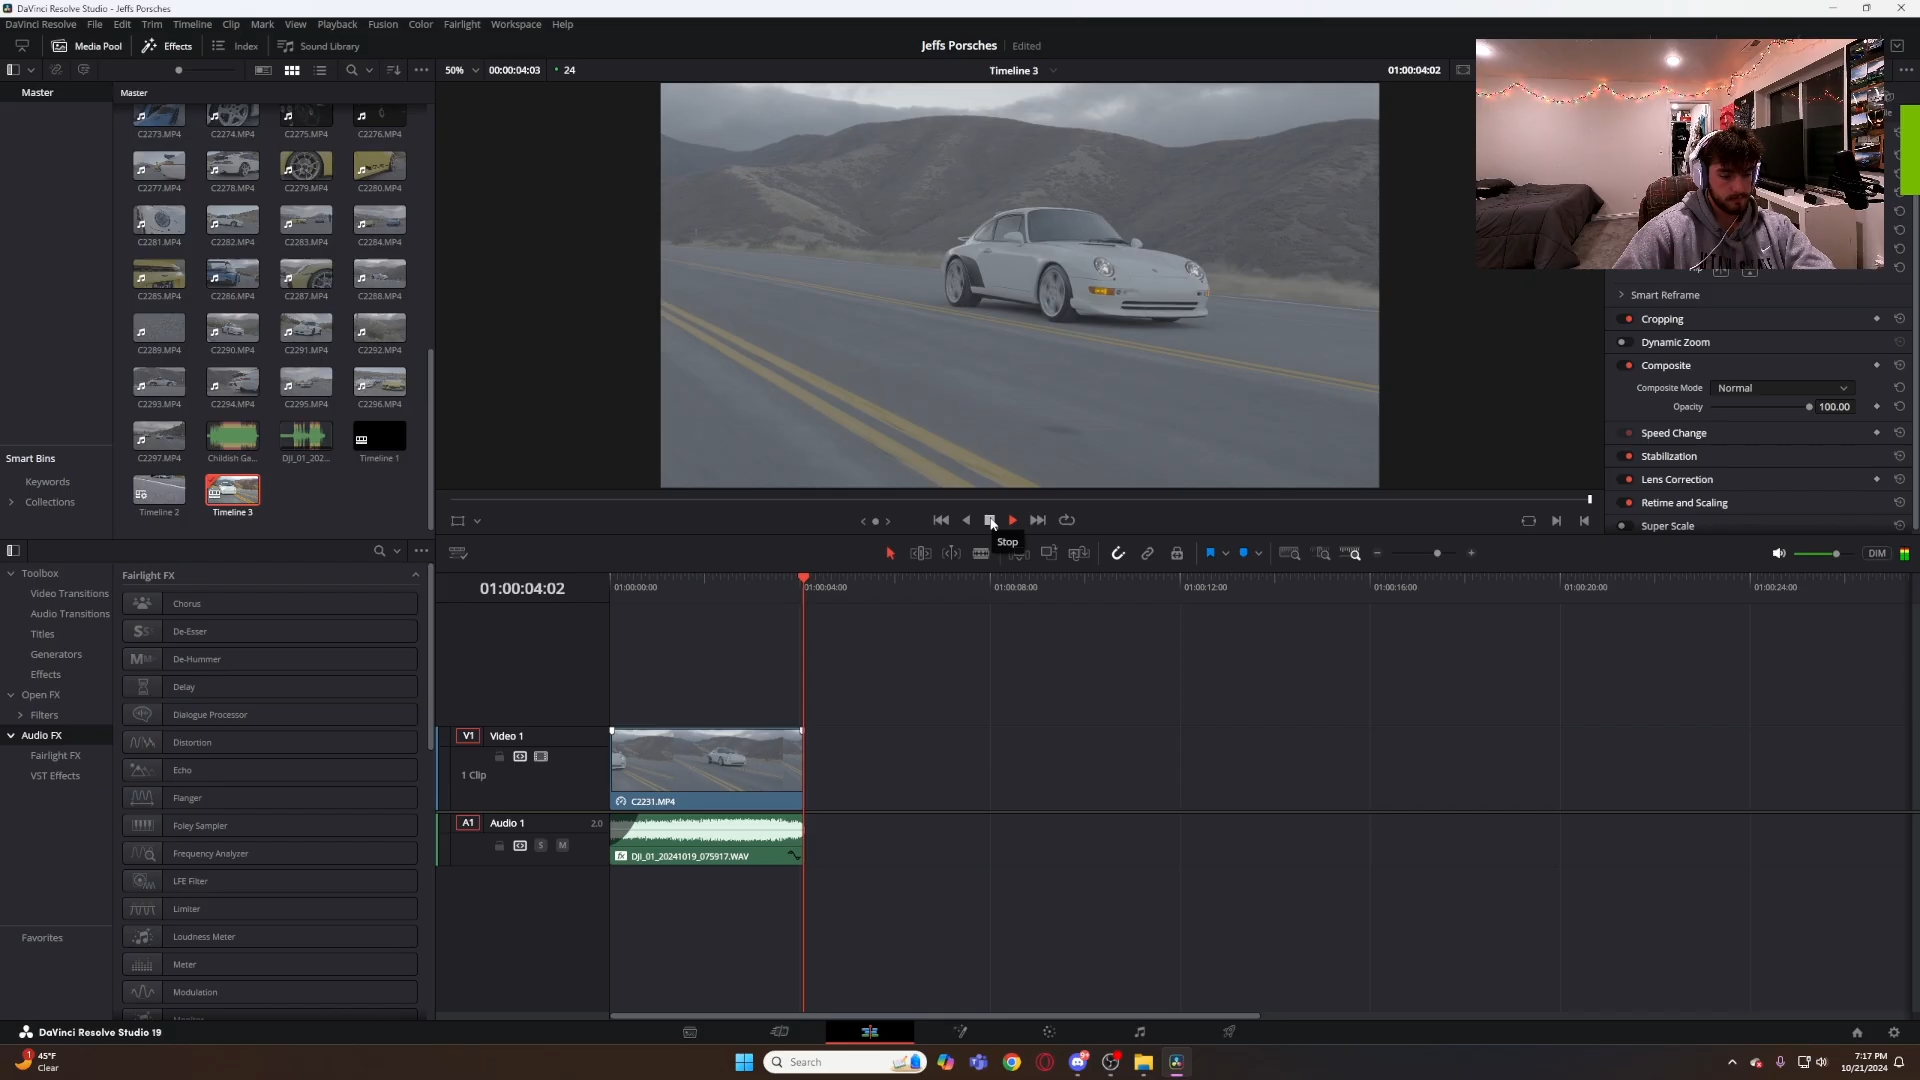 DaVinci Resolve Studio - Jeffs Porsches
DaVinci Resolve File Edit Trim Timeline Clip Mark View Playback Fusion Color Fairlight Workspace Help
Media Pool Effects Index Sound Library
Jeffs Porsches Edited
50% 00:00:04:03 24
Timeline 3
01:00:04:02
Master
Master
C2273.MP4 C2274.MP4 C2275.MP4 C2276.MP4
C2277.MP4 C2278.MP4 C2279.MP4 C2280.MP4
C2281.MP4 C2282.MP4 C2283.MP4 C2284.MP4
C2285.MP4 C2286.MP4 C2287.MP4 C2288.MP4
C2289.MP4 C2290.MP4 C2291.MP4 C2292.MP4
C2293.MP4 C2294.MP4 C2295.MP4 C2296.MP4
C2297.MP4 Childish Ga... DJI_01_202... Timeline 1
Timeline 2 Timeline 3
Smart Bins
Keywords
Collections
Smart Reframe
Cropping
Dynamic Zoom
Composite
Composite Mode Normal
Opacity 100.00
Speed Change
Stabilization
Lens Correction
Retime and Scaling
Super Scale
Stop
DIM
Toolbox
Video Transitions
Audio Transitions
Titles
Generators
Effects
Open FX
Filters
Audio FX
Fairlight FX
VST Effects
Favorites
Fairlight FX
Chorus
De-Esser
De-Hummer
Delay
Dialogue Processor
Distortion
Echo
Flanger
Foley Sampler
Frequency Analyzer
LFE Filter
Limiter
Loudness Meter
Meter
Modulation
01:00:04:02
01:00:00:00 01:00:04:00 01:00:08:00 01:00:12:00 01:00:16:00 01:00:20:00 01:00:24:00
V1 Video 1
1 Clip
C2231.MP4
A1 Audio 1 2.0
S M
DJI_01_20241019_075917.WAV
DaVinci Resolve Studio 19
45°F
Clear
Search
7:17 PM
10/21/2024